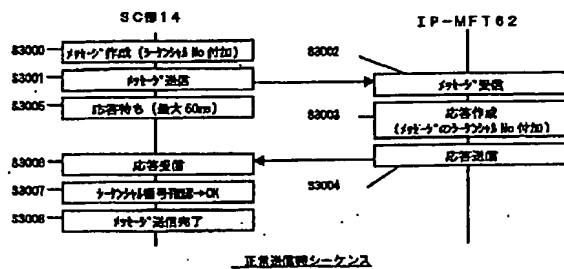 SC部14
IP-MFT62
S3000
メッセージ作成(シーケンシャルNo付加)
S3002
S3001
メッセージ送信
メッセージ受信
S3005
応答待ち(最大60ms)
S3003
応答作成
(メッセージのシーケンシャルNo付加)
S3006
応答受信
応答送信
S3004
S3007
シーケンシャル番号確認→OK
S3008
メッセージ送信完了
正常送信時シーケンス